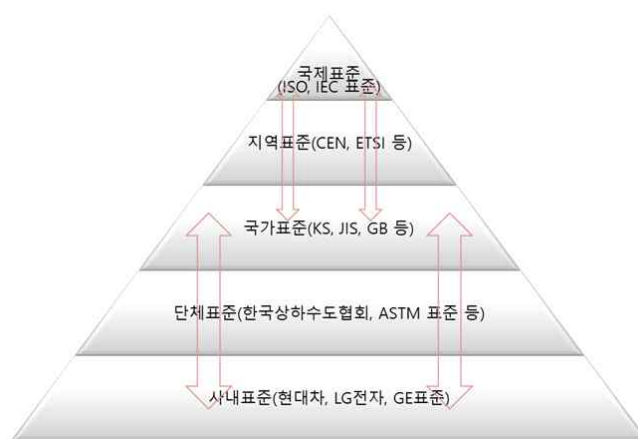 국제표준
(ISO, IEC 표준)
지역표준(CEN, ETSI 등)
국가표준(KS, JIS, GB 등)
단체표준(한국상하수도협회, ASTM 표준 등)
사내표준(현대차, LG전자, GE표준)